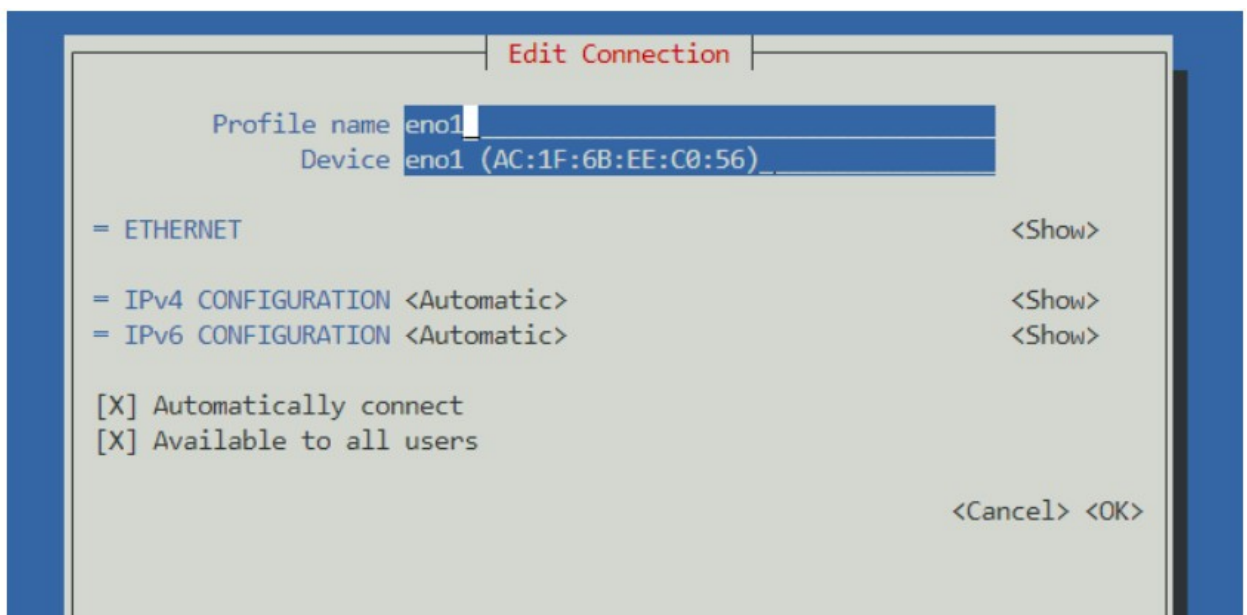 Edit Connection
Profile name eno1
Device eno1 (AC:1F:6B:EE:C0:56)
= ETHERNET <Show>
= IPv4 CONFIGURATION <Automatic> <Show>
= IPv6 CONFIGURATION <Automatic> <Show>
[X] Automatically connect
[X] Available to all users
<Cancel> <OK>